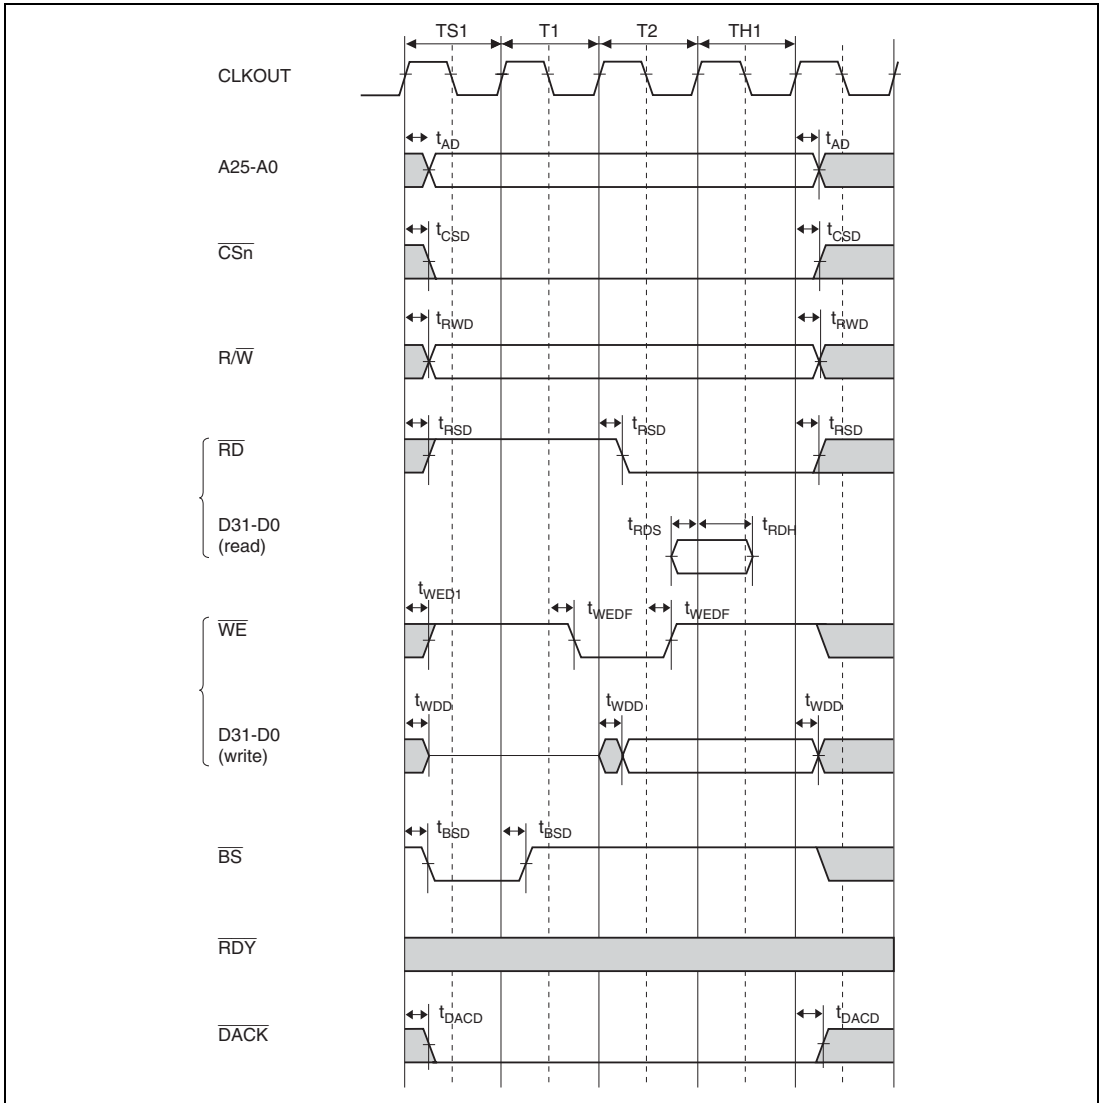 TS1 T1 T2 TH1
CLKOUT
tAD tAD
A25-A0
tCSD tCSD
CSn
tRWD tRWD
R/W
tRSD tRSD tRSD
RD
D31-D0 tRDS tRDH
(read)
tWED1 tWEDF tWEDF
WE
tWDD tWDD tWDD
D31-D0
(write)
tBSD tBSD
BS
RDY
tDACD tDACD
DACK